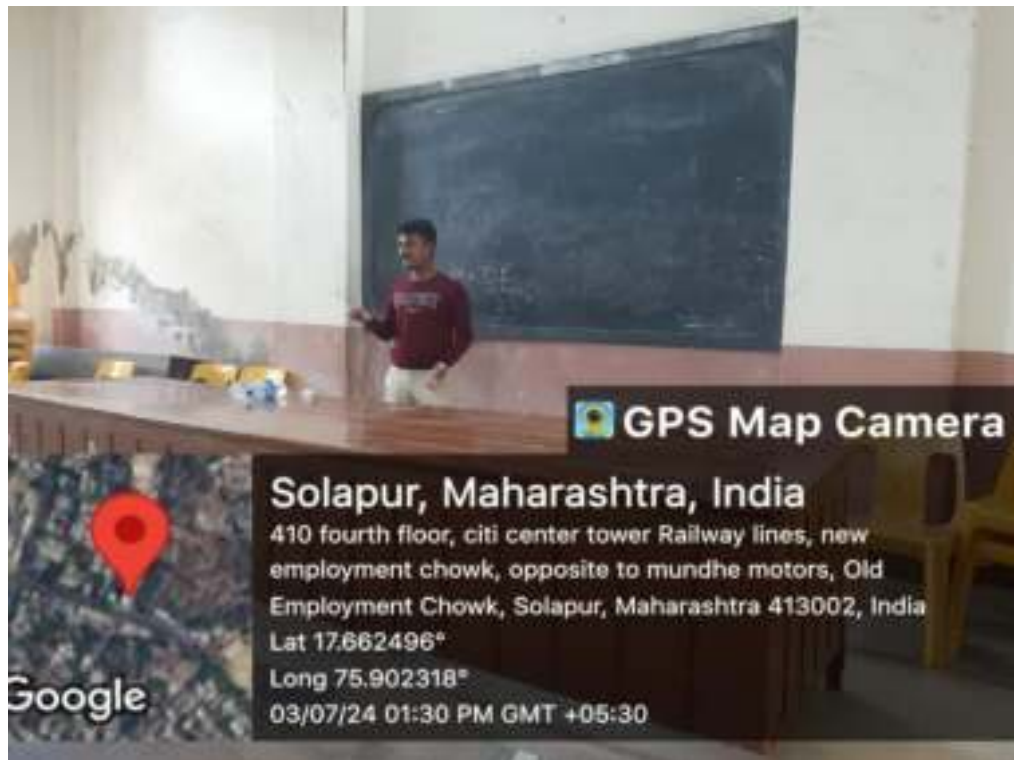 GPS Map Camera
Solapur, Maharashtra, India
410 fourth floor, citi center tower Railway lines, new
employment chowk, opposite to mundhe motors, Old
Employment Chowk, Solapur, Maharashtra 413002, India
Lat 17.662496°
Long 75.902318°
03/07/24 01:30 PM GMT +05:30
Google